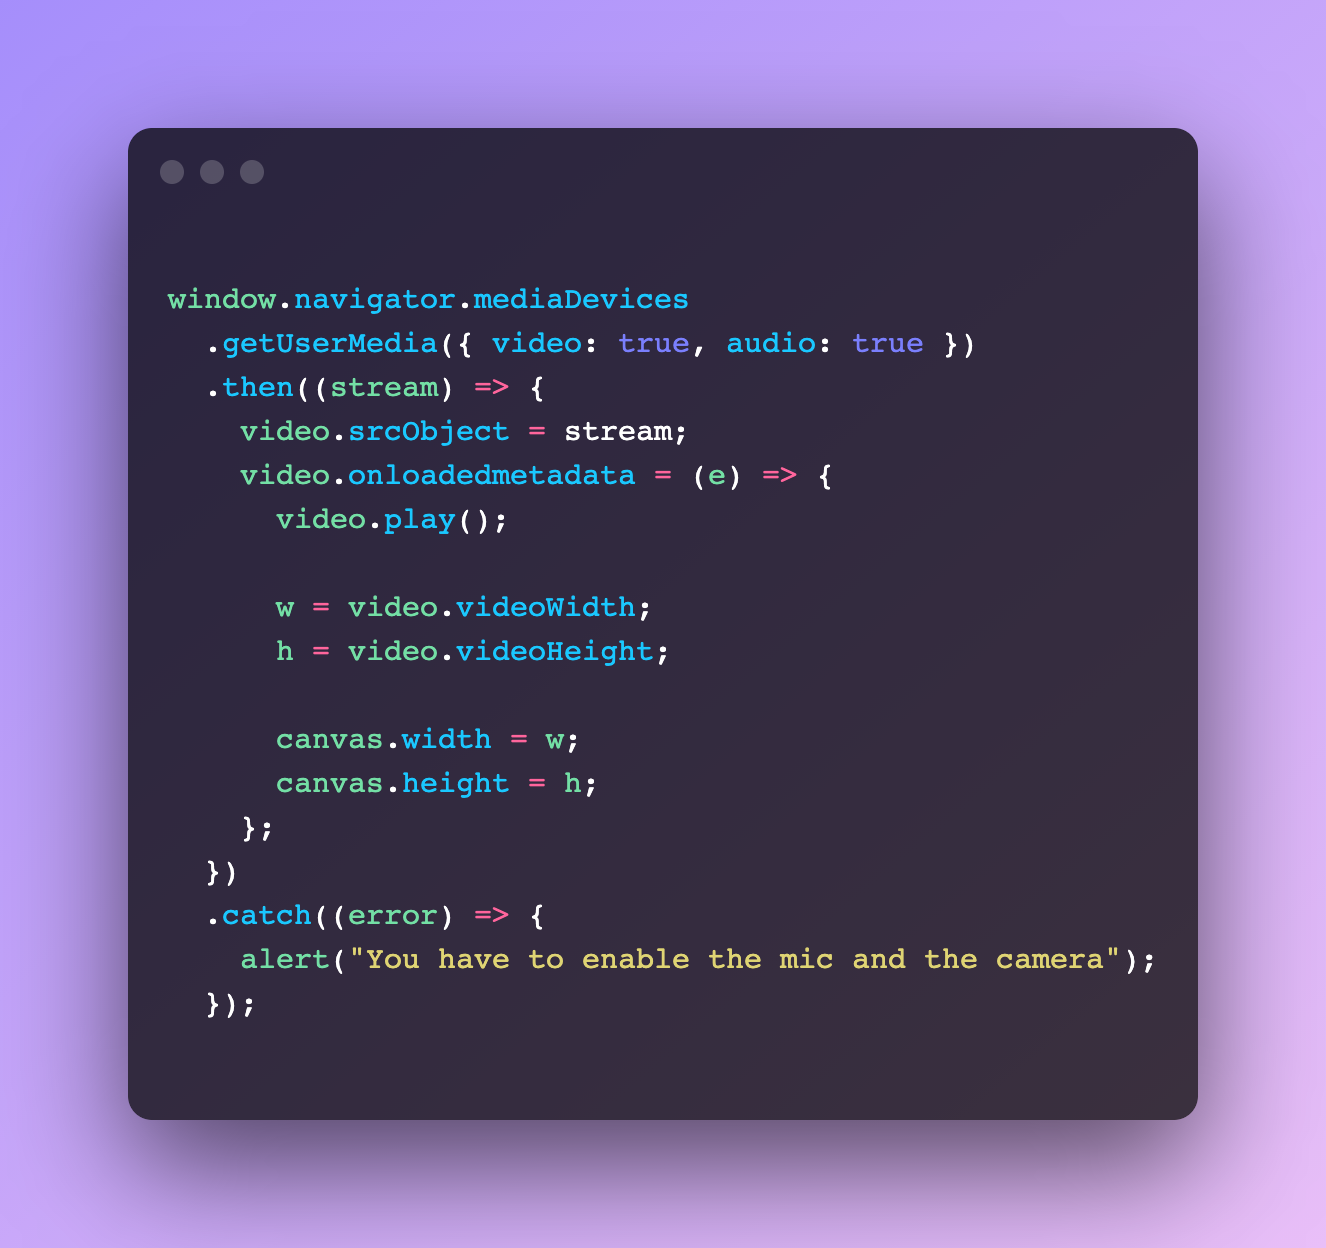 window.navigator.mediaDevices
  .getUserMedia({ video: true, audio: true })
  .then((stream) => {
    video.srcObject = stream;
    video.onloadedmetadata = (e) => {
      video.play();

      w = video.videoWidth;
      h = video.videoHeight;

      canvas.width = w;
      canvas.height = h;
    };
  })
  .catch((error) => {
    alert("You have to enable the mic and the camera");
  });